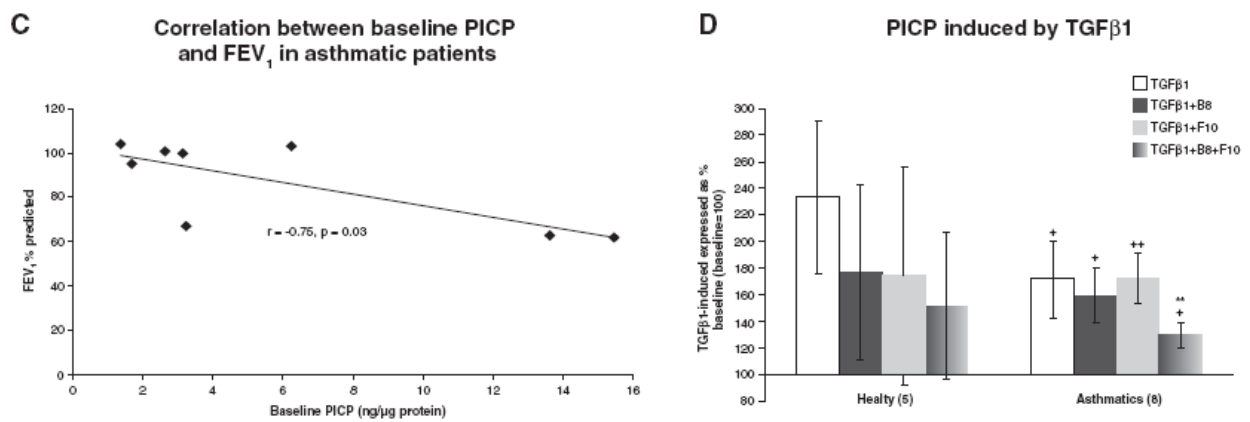 C
Correlation between baseline PICP
and FEV₁ in asthmatic patients
FEV₁ % predicted
120
100
80
60
40
20
0
r = -0.75, p = 0.03
0 2 4 6 8 10 12 14 16
Baseline PICP (ng/µg protein)
D
PICP induced by TGFβ1
TGFβ1
TGFβ1+B8
TGFβ1+F10
TGFβ1+B8+F10
TGFβ1-induced expressed as %
baseline (baseline=100)
300
280
260
240
220
200
180
160
140
120
100
80
+ + ++ **
+
Healty (5) Asthmatics (8)